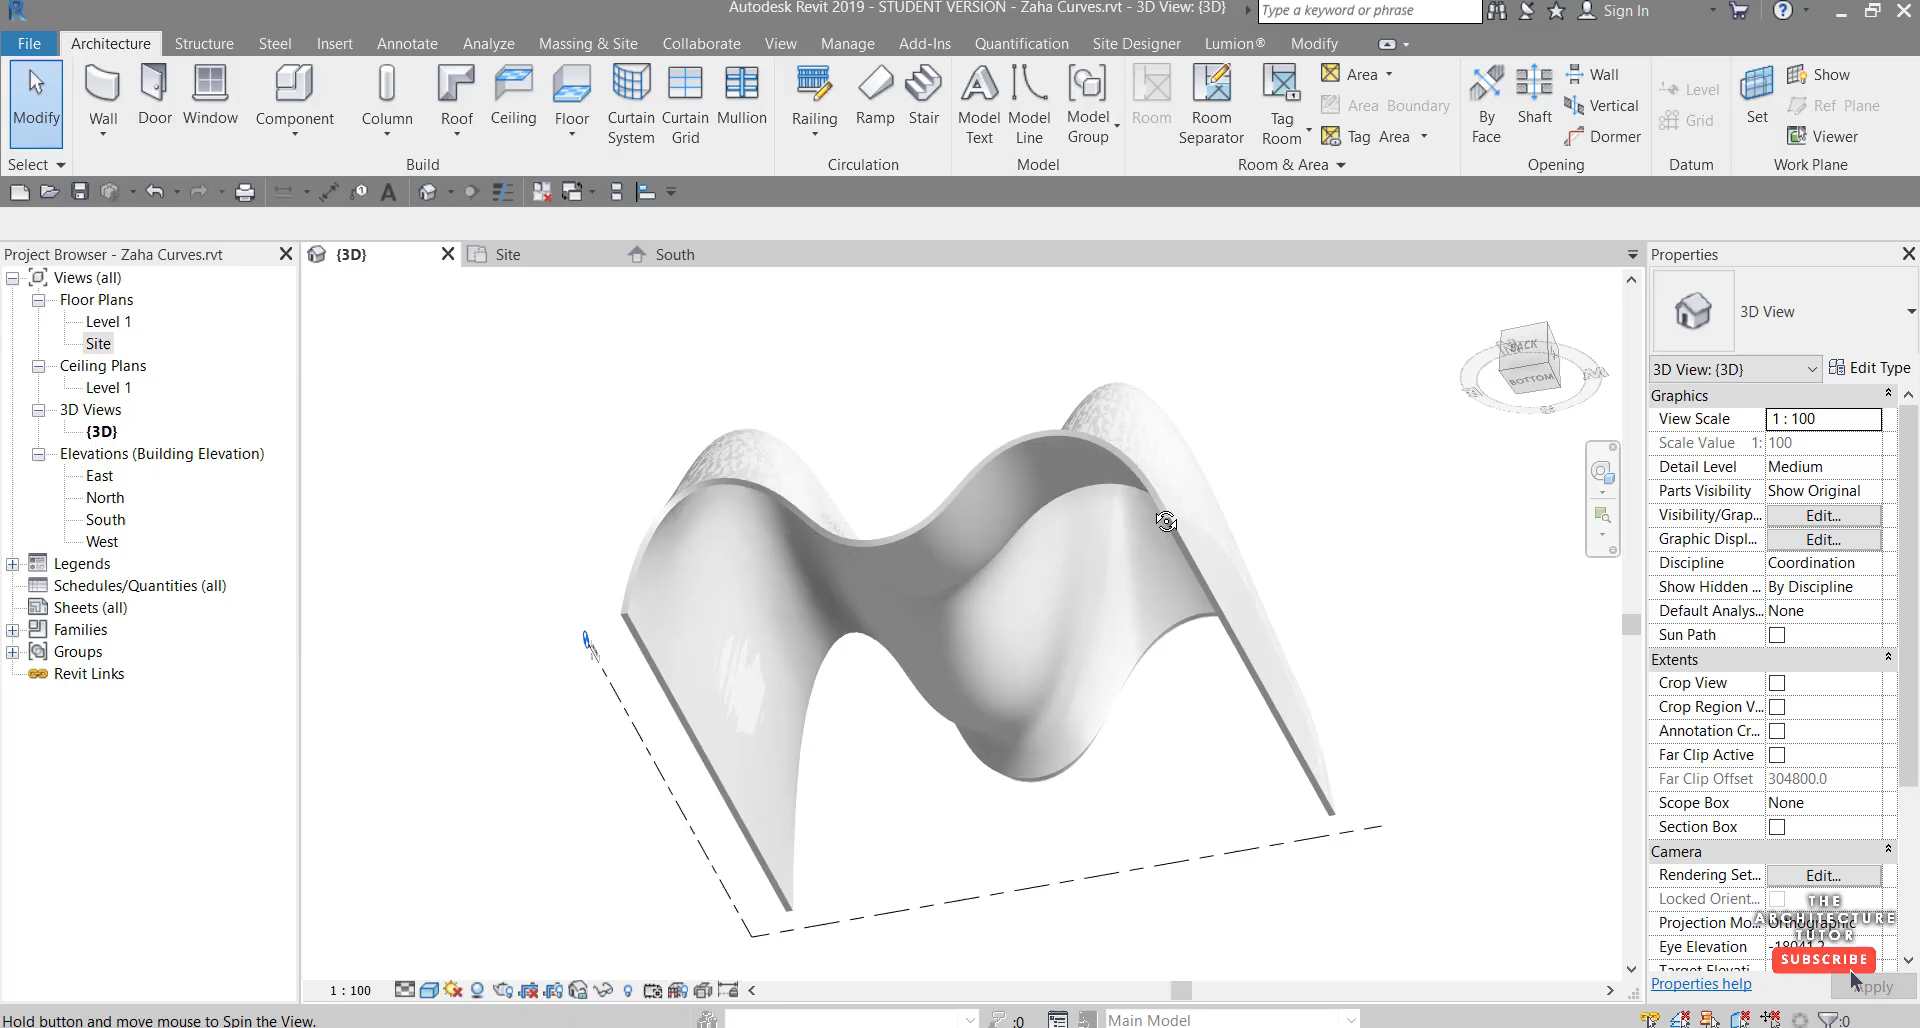 Autodesk Revit 2019 - STUDENT VERSION - Zaha Curves.rvt - 3D View: {3D}
Type a keyword or phrase
Sign In
File
Architecture
Structure
Steel
Insert
Annotate
Analyze
Massing & Site
Collaborate
View
Manage
Add-Ins
Quantification
Site Designer
Lumion®
Modify
Modify
Wall
Door
Window
Component
Column
Roof
Ceiling
Floor
Curtain System
Curtain Grid
Mullion
Railing
Ramp
Stair
Model Text
Model Line
Model Group
Room
Room Separator
Tag Room
Area
Area Boundary
Tag Area
By Face
Shaft
Wall
Vertical
Dormer
Level
Grid
Set
Show
Ref Plane
Viewer
Select
Build
Circulation
Model
Room & Area
Opening
Datum
Work Plane
Project Browser - Zaha Curves.rvt
Views (all)
Floor Plans
Level 1
Site
Ceiling Plans
Level 1
3D Views
{3D}
Elevations (Building Elevation)
East
North
South
West
Legends
Schedules/Quantities (all)
Sheets (all)
Families
Groups
Revit Links
{3D}
Site
South
BACK
BOTTOM
Properties
3D View
3D View: {3D}
Edit Type
Graphics
View Scale
1 : 100
Scale Value 1:
100
Detail Level
Medium
Parts Visibility
Show Original
Visibility/Grap...
Edit...
Graphic Displ...
Edit...
Discipline
Coordination
Show Hidden ...
By Discipline
Default Analys...
None
Sun Path
Extents
Crop View
Crop Region V...
Annotation Cr...
Far Clip Active
Far Clip Offset
304800.0
Scope Box
None
Section Box
Camera
Rendering Set...
Edit...
Locked Orient...
Projection Mo...
Orthographic
Eye Elevation
-18041.2
THE
ARCHITECTURE
TUTOR
SUBSCRIBE
Properties help
Apply
1 : 100
Hold button and move mouse to Spin the View.
:0
Main Model
:0